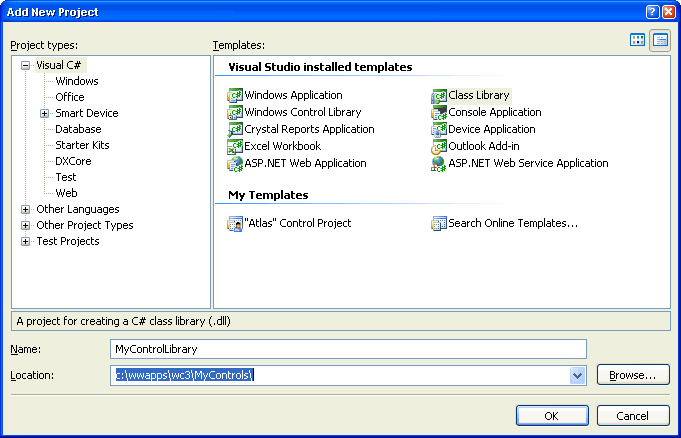 Add New Project
Project types:
Templates:
Visual C#
Windows
Office
Smart Device
Database
Starter Kits
DXCore
Test
Web
Other Languages
Other Project Types
Test Projects
Visual Studio installed templates
Windows Application
Class Library
Windows Control Library
Console Application
Crystal Reports Application
Device Application
Excel Workbook
Outlook Add-in
ASP.NET Web Application
ASP.NET Web Service Application
My Templates
"Atlas" Control Project
Search Online Templates...
A project for creating a C# class library (.dll)
Name:
MyControlLibrary
Location:
c:\wwapps\wc3\MyControls\
Browse...
OK
Cancel